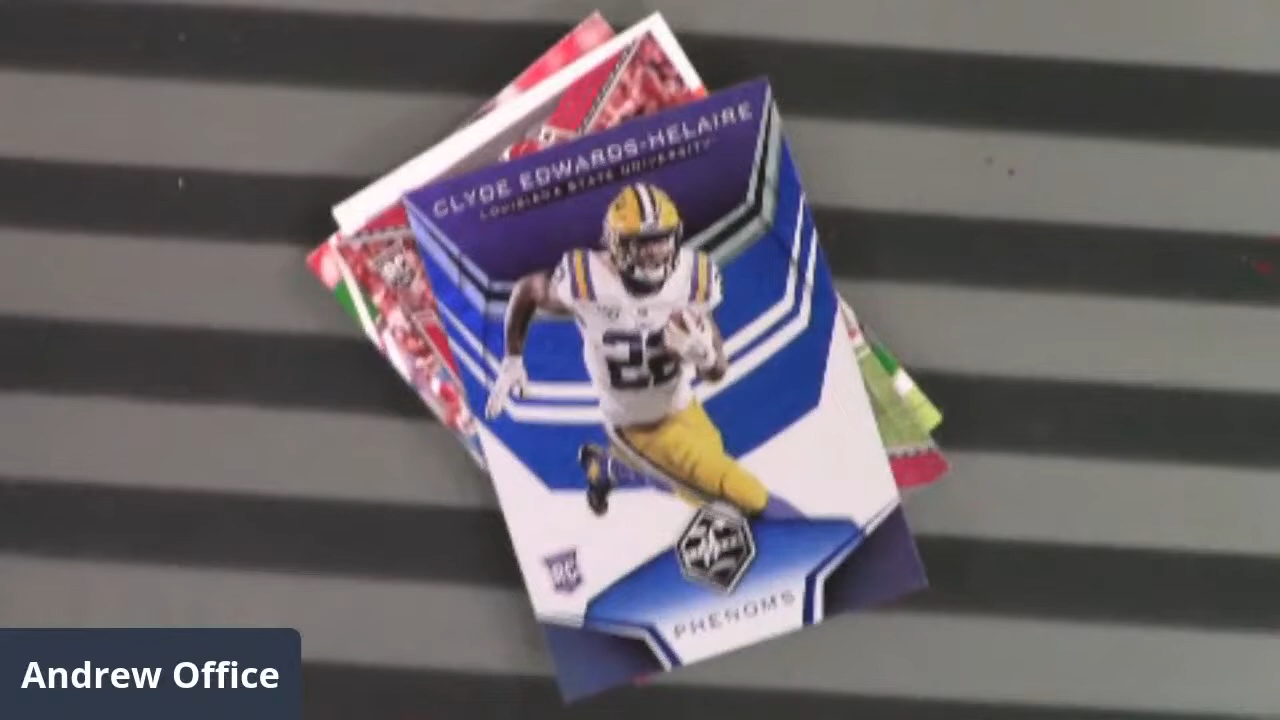 CLYDE EDWARDS-HELAIRE
LOUISIANA STATE UNIVERSITY
22
RC
PHENOMS
Andrew Office